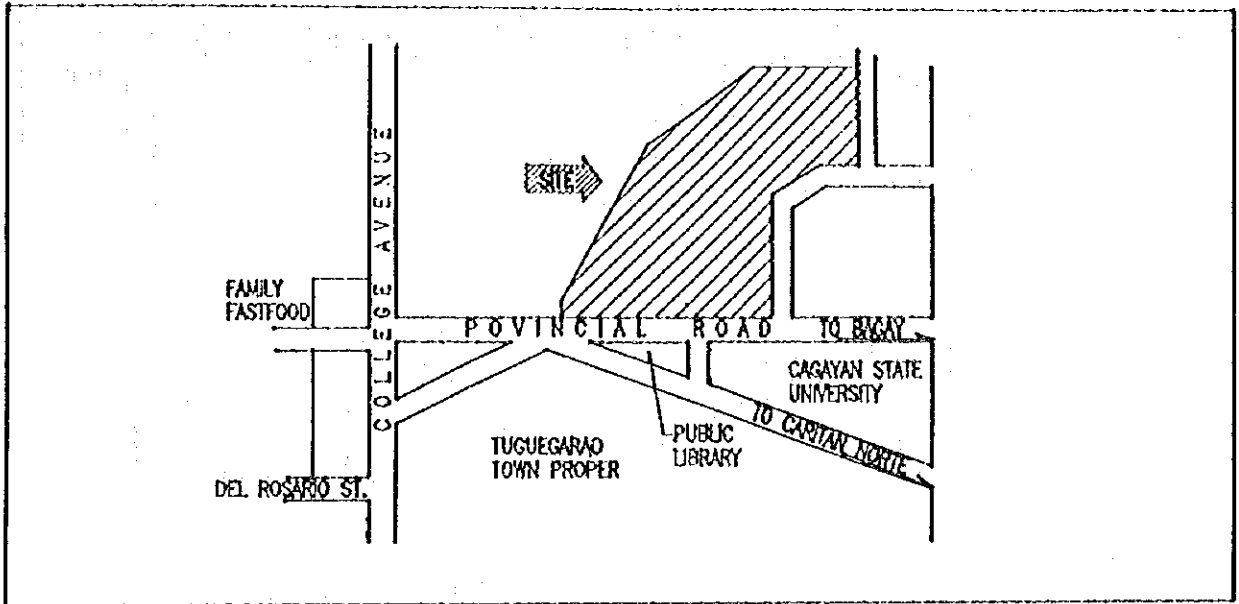 COLLEGE AVENUE
SITE
FAMILY
FASTFOOD
POVINCIAL ROAD
TO BAGAY
CAGAYAN STATE
UNIVERSITY
TO CARITAN NORTE
PUBLIC
LIBRARY
TUGUEGARAO
TOWN PROPER
DEL ROSARIO ST.